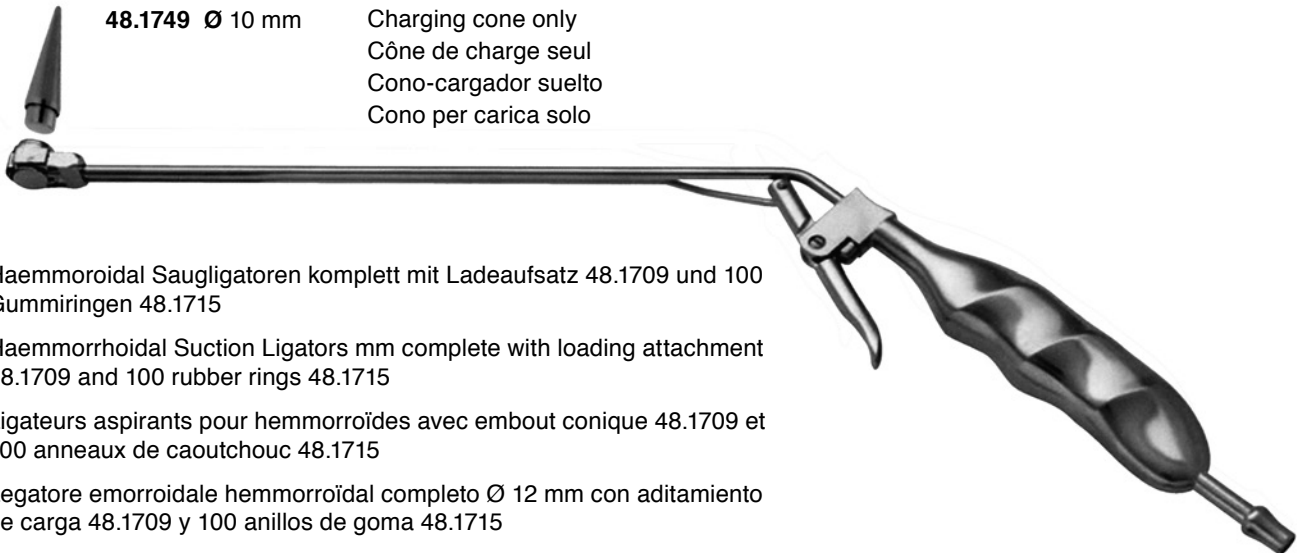 48.1749 Ø 10 mm
Charging cone only
Cône de charge seul
Cono-cargador suelto
Cono per carica solo
Haemmoroidal Saugligatoren komplett mit Ladeaufsatz 48.1709 und 100
Gummiringen 48.1715
Haemmorrhoidal Suction Ligators mm complete with loading attachment
8.1709 and 100 rubber rings 48.1715
igateurs aspirants pour hemmorroïdes avec embout conique 48.1709 et
00 anneaux de caoutchouc 48.1715
egatore emorroidale hemmorroïdal completo Ø 12 mm con aditamiento
e carga 48.1709 y 100 anillos de goma 48.1715